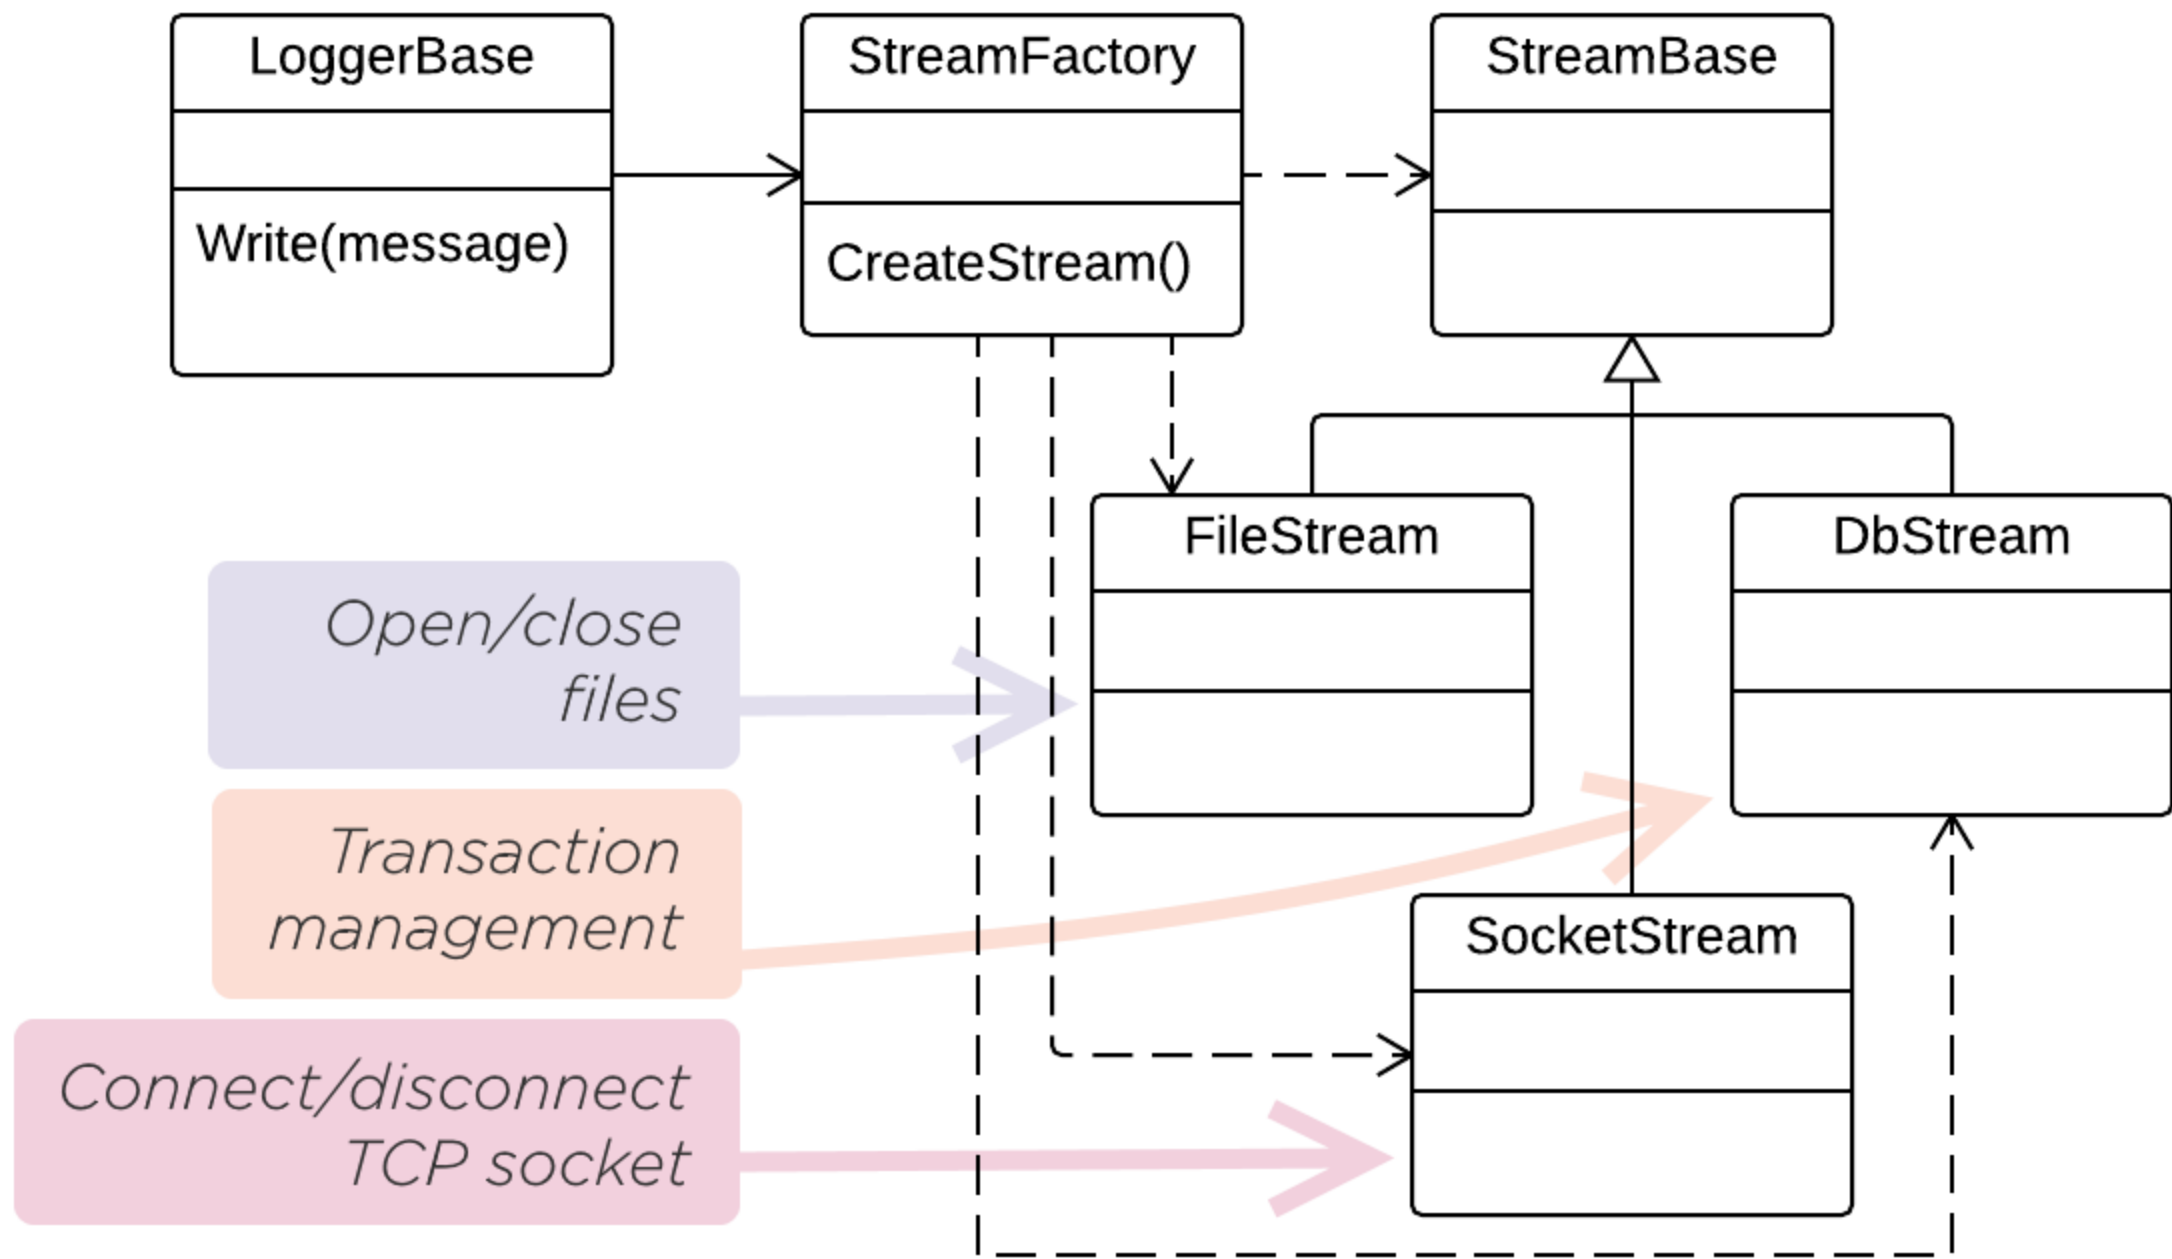 LoggerBase
Write(message)
StreamFactory
CreateStream()
StreamBase
FileStream
DbStream
Open/close
files
Transaction
management
SocketStream
Connect/disconnect
TCP socket